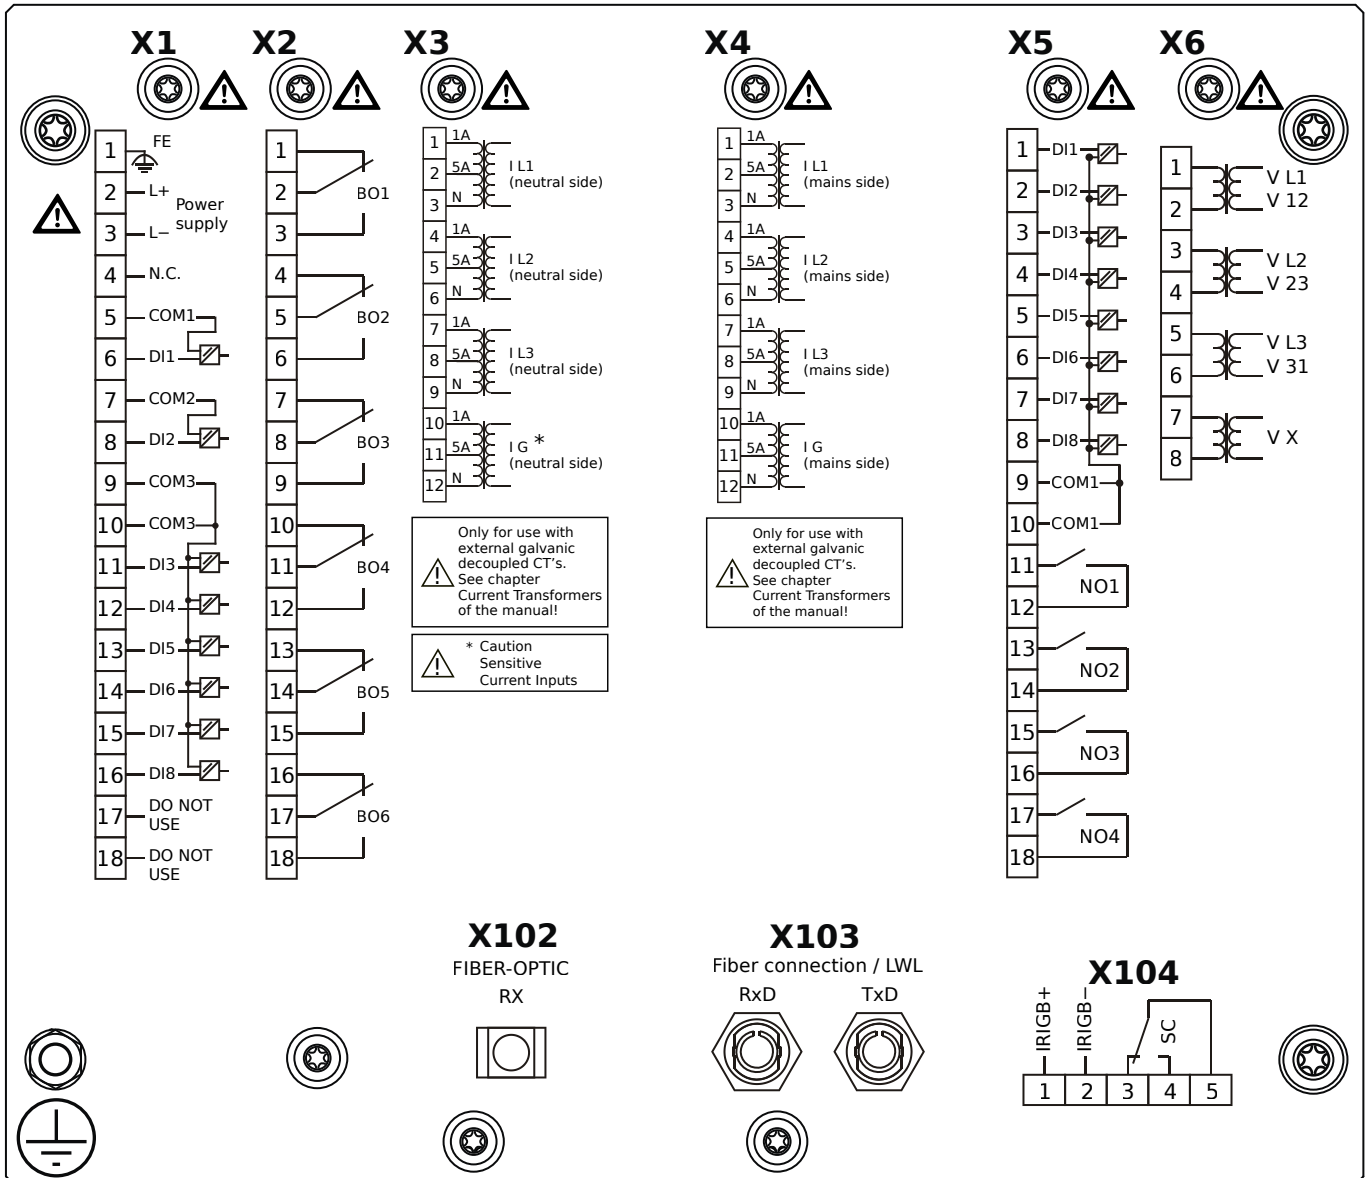 X1
X2
X3
X4
X5
X6
1 FE
2 L+
Power
supply
3 L−
4 N.C.
5 COM1
6 DI1
7 COM2
8 DI2
9 COM3
10 COM3
11 DI3
12 DI4
13 DI5
14 DI6
15 DI7
16 DI8
17 DO NOT
USE
18 DO NOT
USE
1
2 BO1
3
4
5 BO2
6
7
8 BO3
9
10
11 BO4
12
13
14 BO5
15
16
17 BO6
18
1 1A
2 5A I L1
(neutral side)
3 N
4 1A
5 5A I L2
(neutral side)
6 N
7 1A
8 5A I L3
(neutral side)
9 N
10 1A
11 5A I G *
(neutral side)
12 N
Only for use with
external galvanic
decoupled CT's.
See chapter
Current Transformers
of the manual!
* Caution
Sensitive
Current Inputs
1 1A
2 5A I L1
(mains side)
3 N
4 1A
5 5A I L2
(mains side)
6 N
7 1A
8 5A I L3
(mains side)
9 N
10 1A
11 5A I G
(mains side)
12 N
Only for use with
external galvanic
decoupled CT's.
See chapter
Current Transformers
of the manual!
1 DI1
2 DI2
3 DI3
4 DI4
5 DI5
6 DI6
7 DI7
8 DI8
9 COM1
10 COM1
11
NO1
12
13
NO2
14
15
NO3
16
17
NO4
18
1 V L1
2 V 12
3 V L2
4 V 23
5 V L3
6 V 31
7 V X
8
X102
FIBER-OPTIC
RX
X103
Fiber connection / LWL
RxD TxD
X104
IRIGB+
IRIGB−
SC
1 2 3 4 5